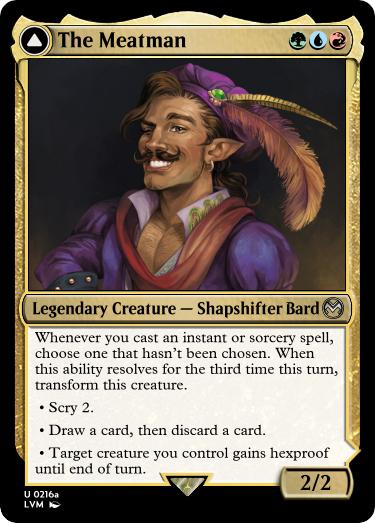 The Meatman
Legendary Creature — Shapshifter Bard
Whenever you cast an instant or sorcery spell,
choose one that hasn't been chosen. When
this ability resolves for the third time this turn,
transform this creature.
• Scry 2.
• Draw a card, then discard a card.
• Target creature you control gains hexproof
until end of turn.
2/2
U 0216a
LVM